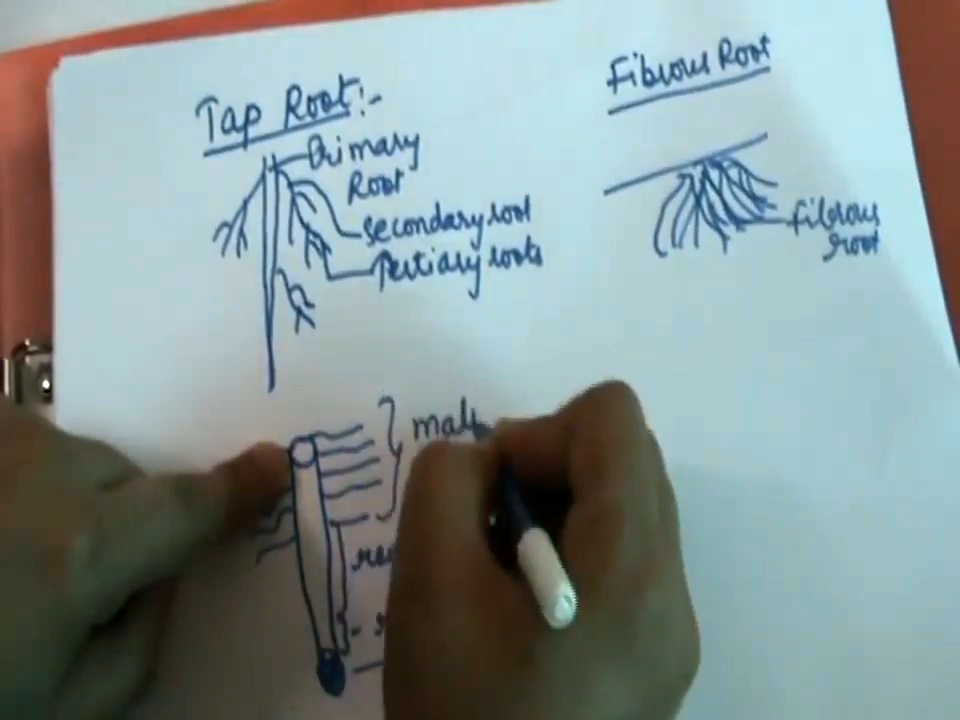 Tap Root:-
Primary
Root
Secondary root
Tertiary roots
Fibrous Root
fibrous
root